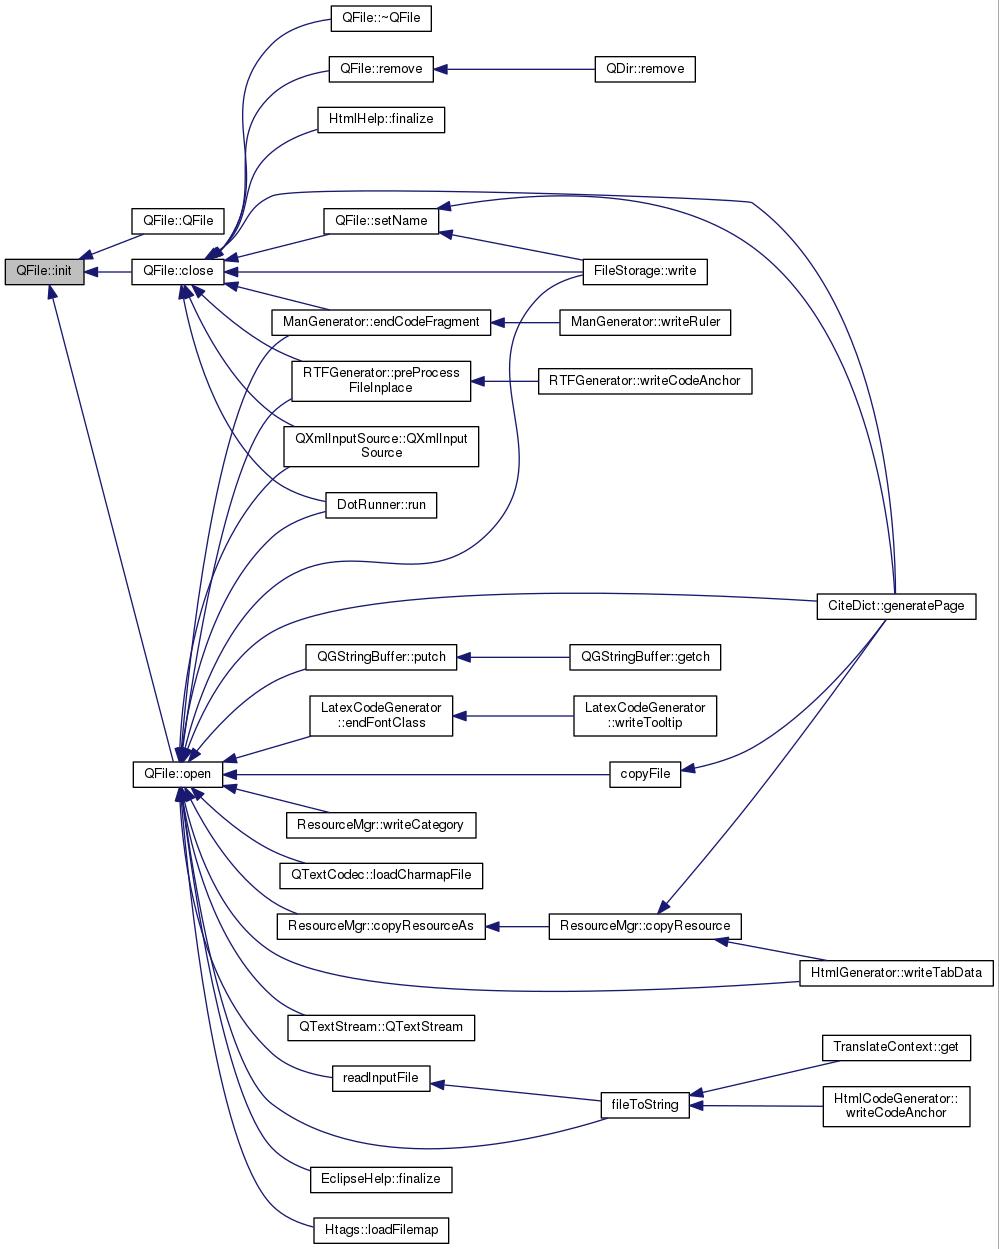 QFile::~QFile
QFile::remove
QDir::remove
HtmlHelp::finalize
QFile::QFile
QFile::setName
QFile::init
QFile::close
FileStorage::write
ManGenerator::endCodeFragment
ManGenerator::writeRuler
RTFGenerator::preProcess
FileInplace
RTFGenerator::writeCodeAnchor
QXmlInputSource::QXmlInput
Source
DotRunner::run
CiteDict::generatePage
QGStringBuffer::putch
QGStringBuffer::getch
LatexCodeGenerator
::endFontClass
LatexCodeGenerator
::writeTooltip
QFile::open
copyFile
ResourceMgr::writeCategory
QTextCodec::loadCharmapFile
ResourceMgr::copyResourceAs
ResourceMgr::copyResource
HtmlGenerator::writeTabData
QTextStream::QTextStream
TranslateContext::get
readInputFile
fileToString
HtmlCodeGenerator::
writeCodeAnchor
EclipseHelp::finalize
Htags::loadFilemap